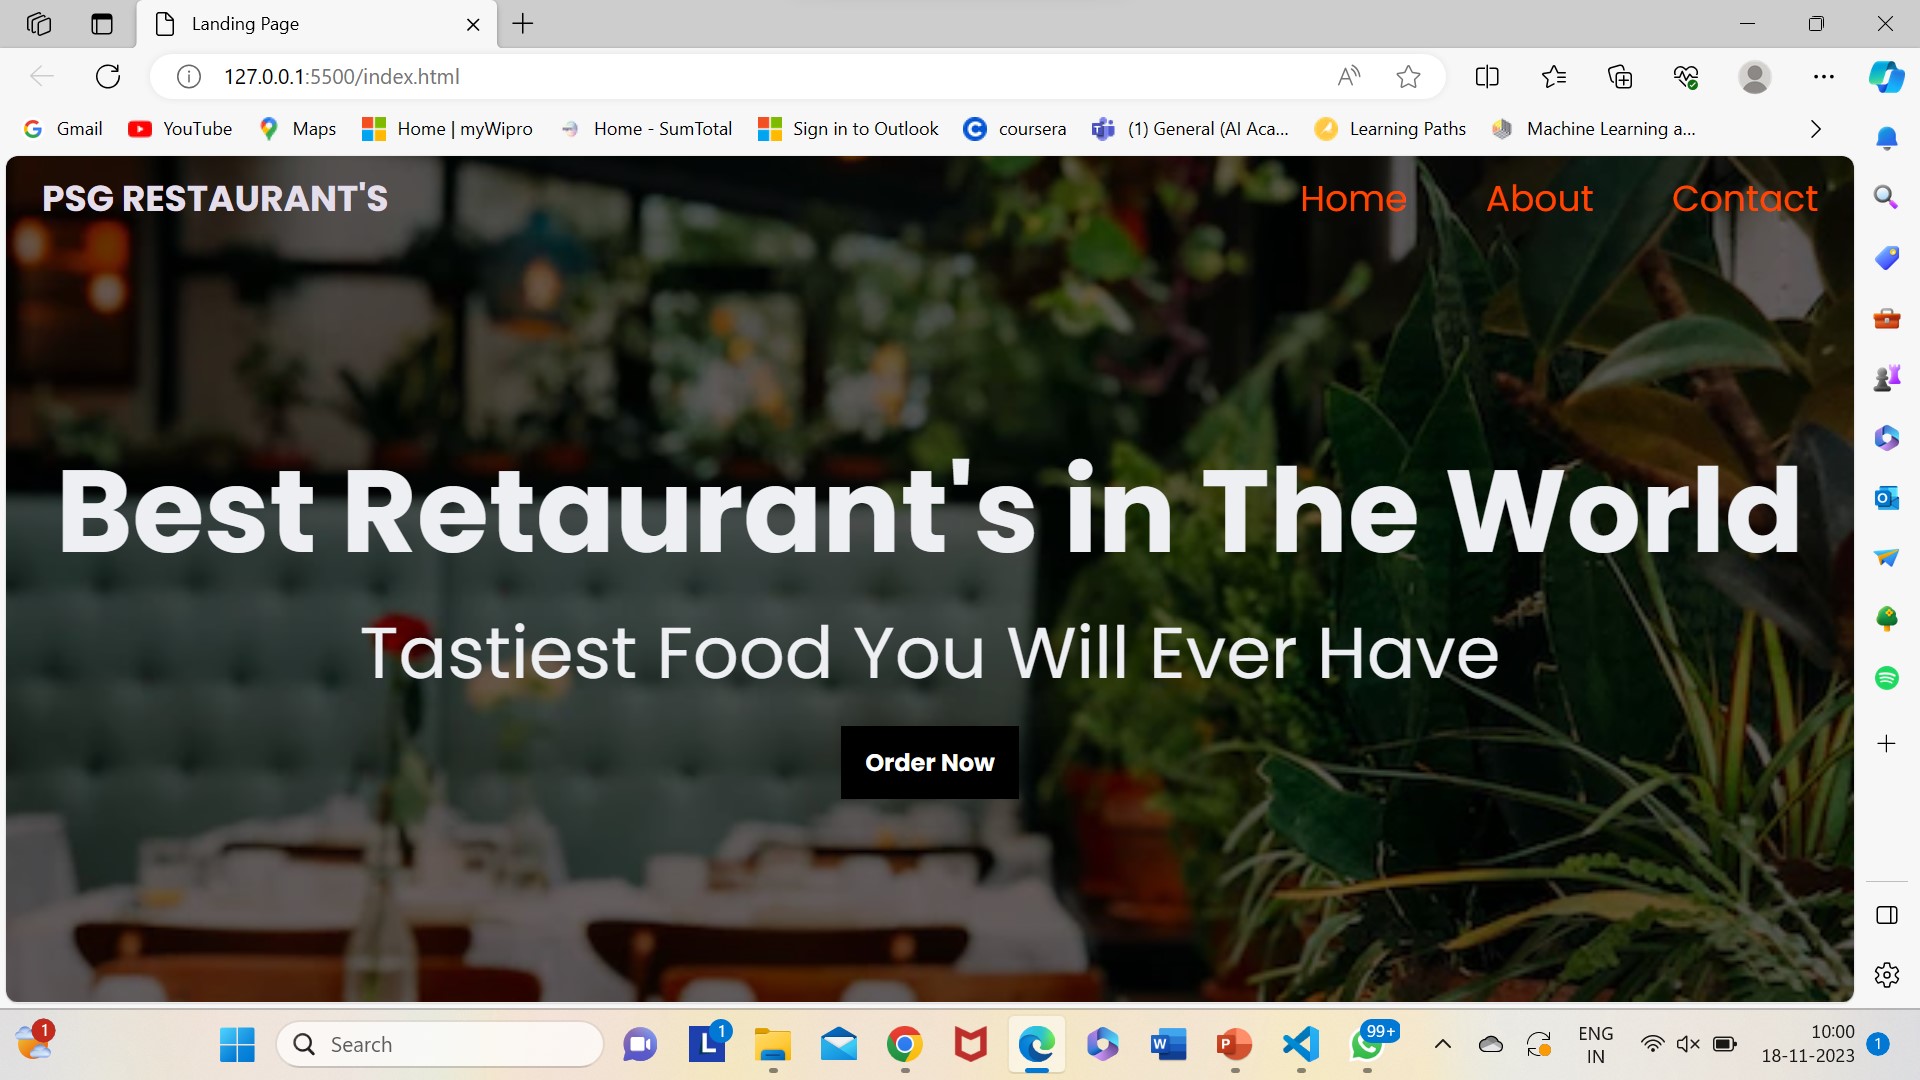 Landing Page
127.0.0.1:5500/index.html
Gmail YouTube Maps Home | myWipro Home - SumTotal Sign in to Outlook coursera (1) General (AI Aca... Learning Paths Machine Learning a...
PSG RESTAURANT'S Home About Contact
Best Retaurant's in The World
Tastiest Food You Will Ever Have
Order Now
1 Search 1 99+ ENG 10:00 1
IN 18-11-2023